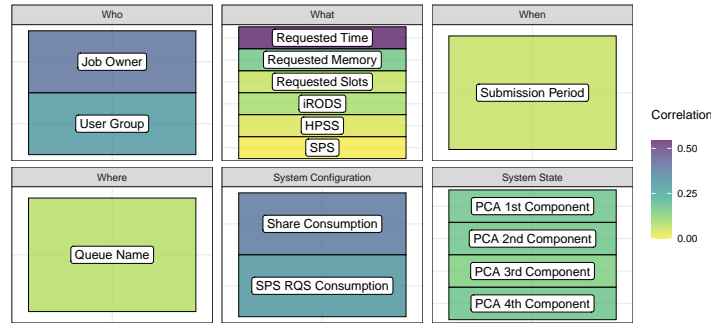 Who
Job Owner
User Group
What
Requested Time
Requested Memory
Requested Slots
iRODS
HPSS
SPS
When
Submission Period
Where
Queue Name
System Configuration
Share Consumption
SPS RQS Consumption
System State
PCA 1st Component
PCA 2nd Component
PCA 3rd Component
PCA 4th Component
Correlation
0.50
0.25
0.00